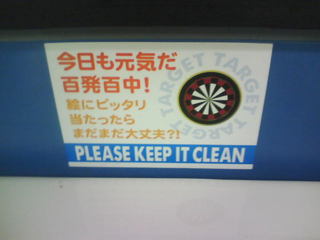 今日も元気だ
百発百中!
絵にピッタリ
当たったら
まだまだ大丈夫?!
TARGET TARGET TARGET
PLEASE KEEP IT CLEAN